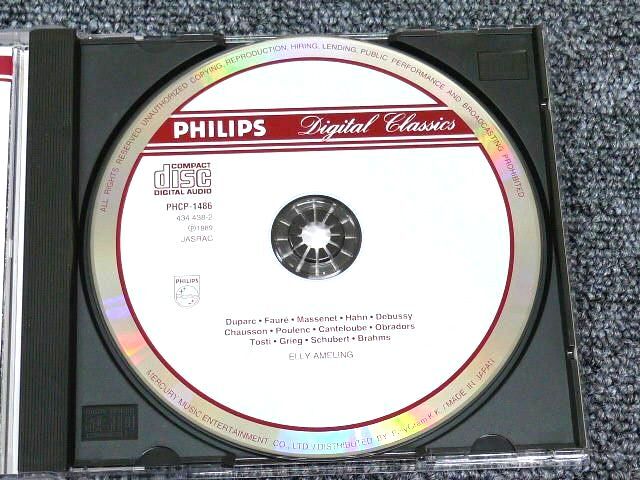 ALL RIGHTS RESERVED. UNAUTHORIZED COPYING, REPRODUCTION, HIRING, LENDING, PUBLIC PERFORMANCE AND BROADCASTING PROHIBITED.
PHILIPS Digital Classics
COMPACT
disc
DIGITAL AUDIO
PHCP-1486
434 438-2
Ⓟ1989
JASRAC
PHILIPS
Duparc • Fauré • Massenet • Hahn • Debussy
Chausson • Poulenc • Canteloube • Obradors
Tosti • Grieg • Schubert • Brahms
ELLY AMELING
MERCURY MUSIC ENTERTAINMENT CO., LTD. / DISTRIBUTED BY PolyGram K.K. / MADE IN JAPAN